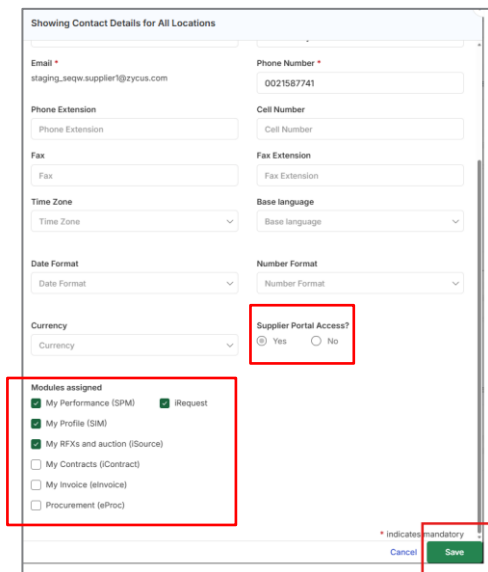 Showing Contact Details for All Locations
Email * Phone Number *
staging_seqw.supplier1@zycus.com 0021587741
Phone Extension Cell Number
Phone Extension Cell Number
Fax Fax Extension
Fax Fax Extension
Time Zone Base language
Time Zone Base language
Date Format Number Format
Date Format Number Format
Currency Supplier Portal Access?
Currency Yes No
Modules assigned
My Performance (SPM) iRequest
My Profile (SIM)
My RFXs and auction (iSource)
My Contracts (iContract)
My Invoice (eInvoice)
Procurement (eProc)
* indicates mandatory
Cancel Save